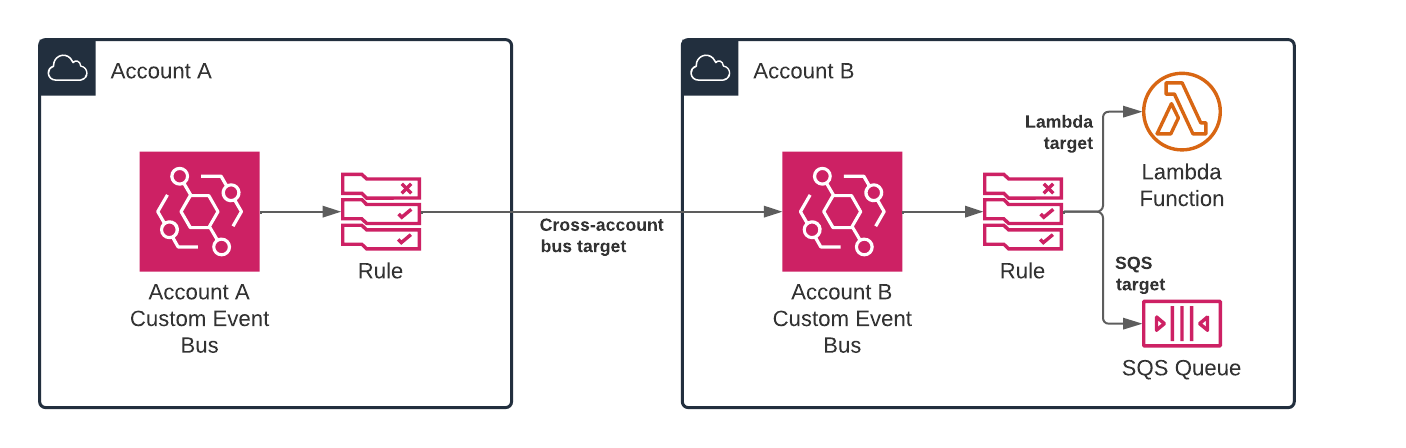 Account A
Account A
Custom Event
Bus
Rule
Cross-account
bus target
Account B
Account B
Custom Event
Bus
Rule
Lambda
target
Lambda
Function
SQS
target
SQS Queue